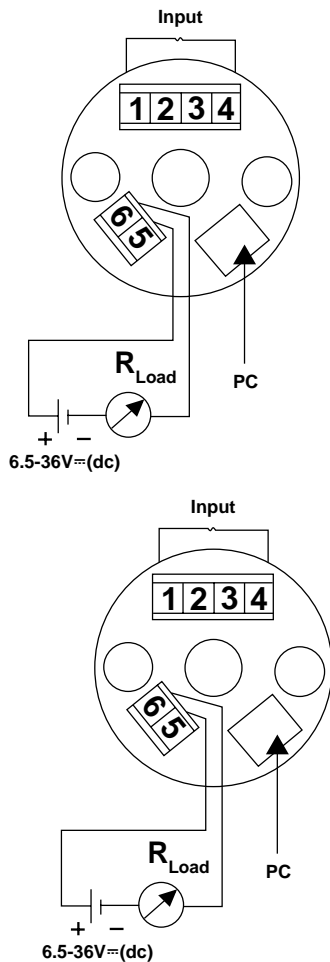 Input
1 2 3 4
6 5
R Load
PC
+ −
6.5-36V⎓(dc)
Input
1 2 3 4
6 5
R Load
PC
+ −
6.5-36V⎓(dc)